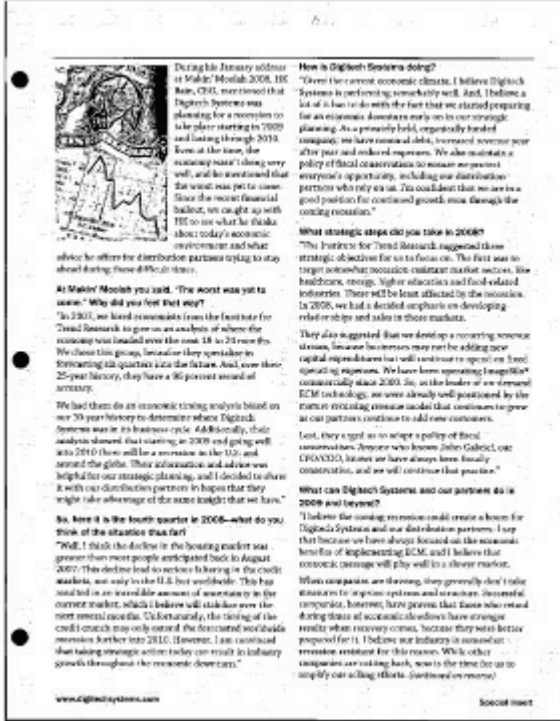 During his January address
at Makin' Moolah 2008, HK
Bain, CEO, mentioned that
Digitech Systems was
planning for a recession to
take place starting in 2009
and lasting through 2010.
Even at the time, the
economy wasn't doing very
well, and he mentioned that
the worst was yet to come.
Since the recent financial
bailout, we caught up with
HK to see what he thinks
about today's economic
environment and what
advice he offers for distribution partners trying to stay
ahead during these difficult times.
At Makin' Moolah you said, "The worst was yet to
come." Why did you feel that way?
"In 2007, we hired economists from the Institute for
Trend Research to give us an analysis of where the
economy was headed over the next 18 to 24 months.
We chose this group, because they specialize in
forecasting six quarters into the future. And, over their
25-year history, they have a 96 percent record of
accuracy.
We had them do an economic timing analysis based on
our 10-year history to determine where Digitech
Systems was in its business cycle. Additionally, their
analysis showed that starting in 2009 and going well
into 2010 there will be a recession in the U.S. and
around the globe. Their information and advice was
helpful for our strategic planning, and I decided to share
it with our distribution partners in hopes that they
might take advantage of the same insight that we have."
So, here it is the fourth quarter in 2008—what do you
think of the situation thus far?
"Well, I think the decline in the housing market was
greater than most people anticipated back in August
2007. This decline lead to serious faltering in the credit
markets, not only in the U.S. but worldwide. This has
resulted in an incredible amount of uncertainty in the
current market, which I believe will stabilize over the
next several months. Unfortunately, the timing of the
credit crunch may only extend the forecasted worldwide
recession further into 2010. However, I am convinced
that taking strategic action today can result in industry
growth throughout the economic downturn."
How is Digitech Systems doing?
"Given the current economic climate, I believe Digitech
Systems is performing remarkably well. And, I believe a
lot of it has to do with the fact that we started preparing
for an economic downturn early on in our strategic
planning. As a privately held, organically funded
company, we have nominal debt, increased revenue year
after year and reduced expenses. We also maintain a
policy of fiscal conservatism to ensure we protect
everyone's opportunity, including our distribution
partners who rely on us. I'm confident that we are in a
good position for continued growth even through the
coming recession."
What strategic steps did you take in 2008?
"The Institute for Trend Research suggested three
strategic objectives for us to focus on. The first was to
target somewhat recession-resistant market sectors, like
healthcare, energy, higher education and food-related
industries. These will be least affected by the recession.
In 2008, we had a decided emphasis on developing
relationships and sales in those markets.
They also suggested that we develop a recurring revenue
stream, because businesses may not be adding new
capital expenditures but will continue to spend on fixed
operating expenses. We have been operating ImageSilo®
commercially since 2000. So, as the leader of on-demand
ECM technology, we were already well positioned by the
mature recurring revenue model that continues to grow
as our partners continue to add new customers.
Last, they urged us to adopt a policy of fiscal
conservatism. Anyone who knows John Gabriel, our
CFO/COO, knows we have always been fiscally
conservative, and we will continue that practice."
What can Digitech Systems and our partners do in
2009 and beyond?
"I believe the coming recession could create a boom for
Digitech Systems and our distribution partners. I say
that because we have always focused on the economic
benefits of implementing ECM, and I believe that
economic message will play well in a slower market.
When companies are thriving, they generally don't take
measures to improve systems and structure. Successful
companies, however, have proven that those who retool
during times of economic slowdown have stronger
results when recovery comes, because they were better
prepared for it. I believe our industry is somewhat
recession resistant for this reason. While other
companies are cutting back, now is the time for us to
amplify our selling efforts. (continued on reverse)
www.digitechsystems.com
Special Insert